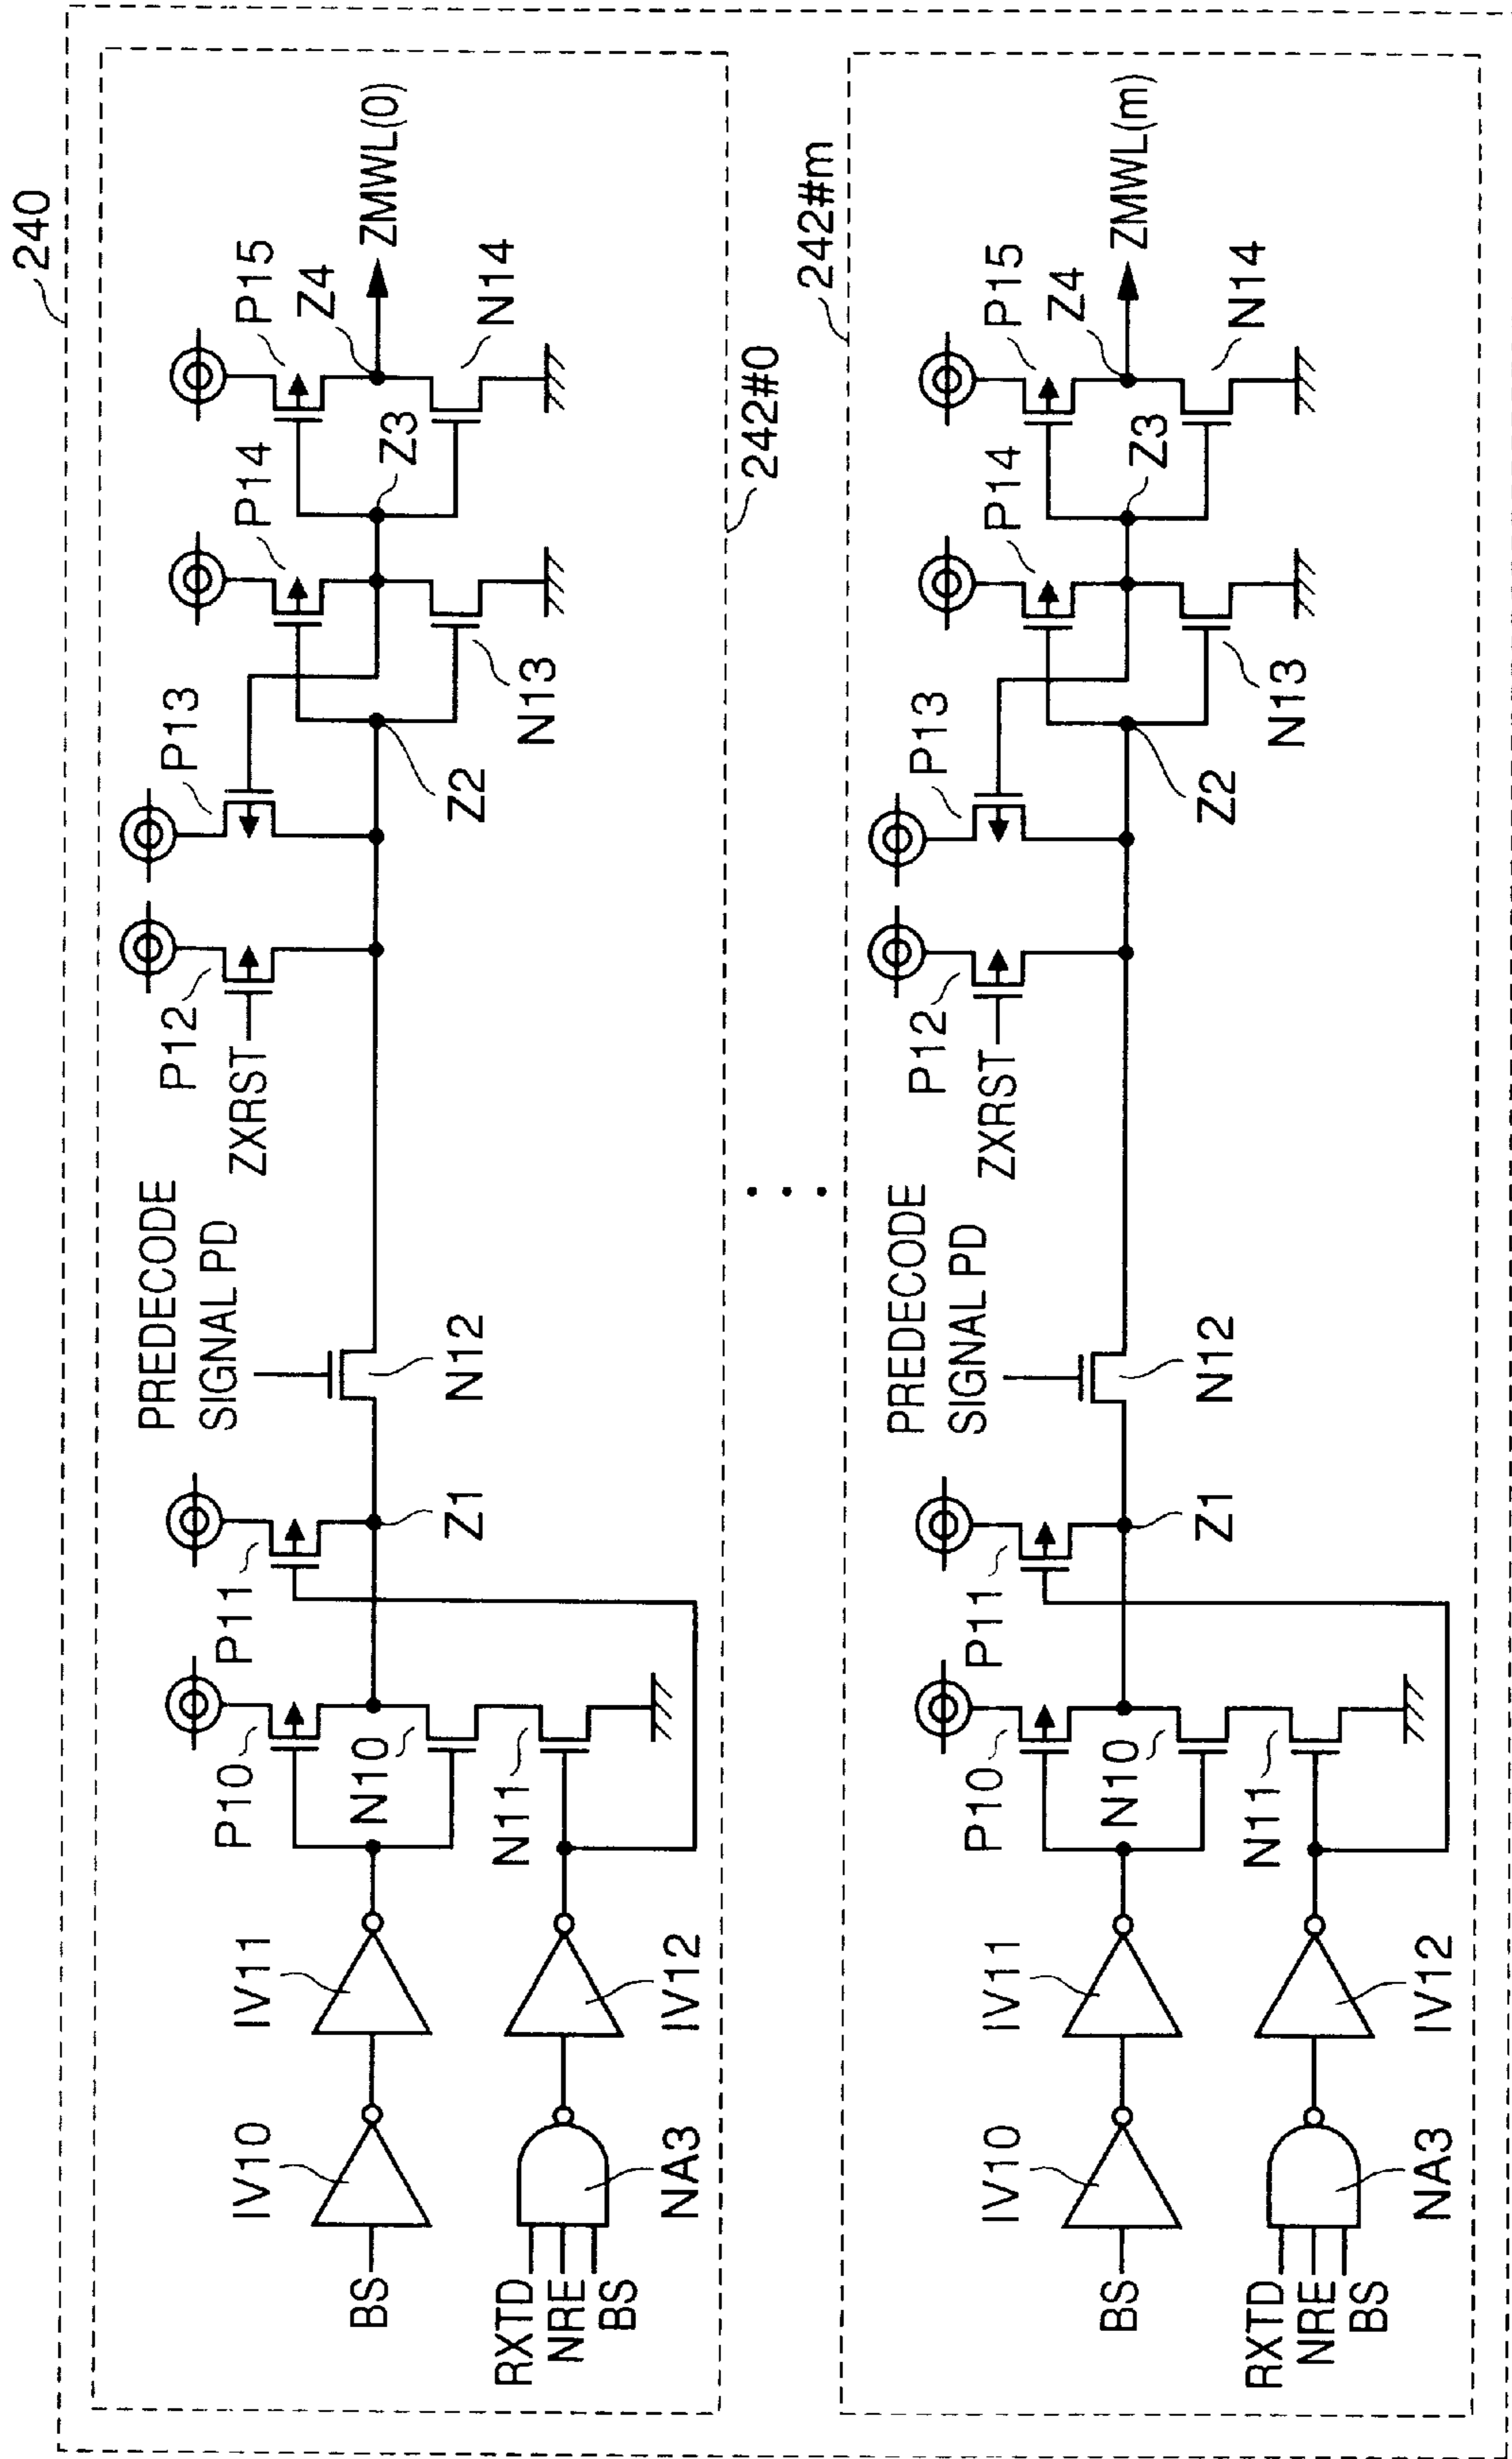 240
242#0
BS
IV10
IV11
RXTD
NRE
BS
NA3
IV12
P10
N10
N11
P11
Z1
PREDECODE
SIGNAL PD
N12
ZXRST
P12
P13
Z2
P14
N13
Z3
P15
Z4
N14
ZMWL(0)
242#m
BS
IV10
IV11
RXTD
NRE
BS
NA3
IV12
P10
N10
N11
P11
Z1
PREDECODE
SIGNAL PD
N12
ZXRST
P12
P13
Z2
P14
N13
Z3
P15
Z4
N14
ZMWL(m)